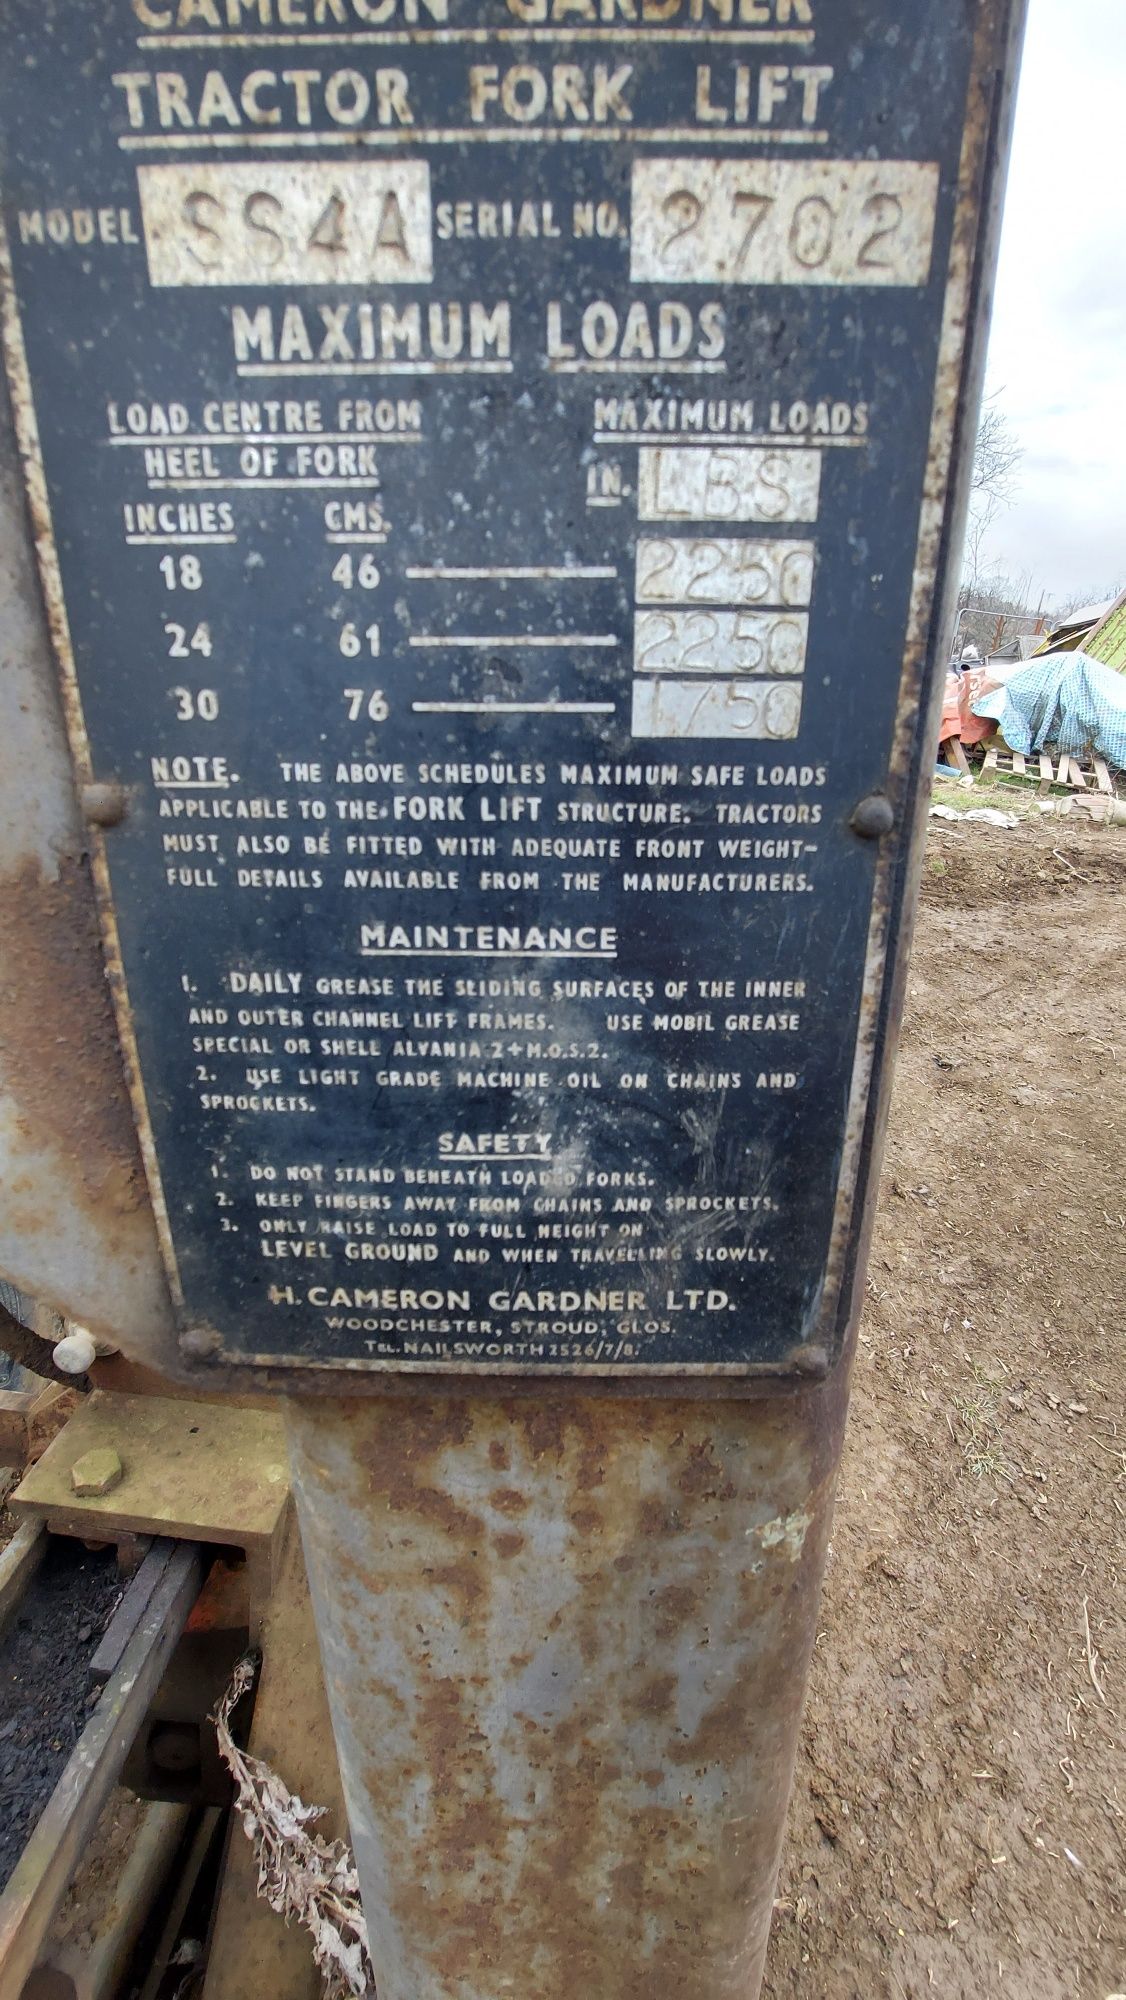 CAMERON GARDNER
TRACTOR FORK LIFT
MODEL SS4A SERIAL NO. 2702
MAXIMUM LOADS
LOAD CENTRE FROM MAXIMUM LOADS
HEEL OF FORK IN. LBS
INCHES CMS.
18 46 2250
24 61 2250
30 76 1750
NOTE. THE ABOVE SCHEDULES MAXIMUM SAFE LOADS
APPLICABLE TO THE FORK LIFT STRUCTURE. TRACTORS
MUST ALSO BE FITTED WITH ADEQUATE FRONT WEIGHT-
FULL DETAILS AVAILABLE FROM THE MANUFACTURERS.
MAINTENANCE
1. DAILY GREASE THE SLIDING SURFACES OF THE INNER
AND OUTER CHANNEL LIFT FRAMES. USE MOBIL GREASE
SPECIAL OR SHELL ALVANIA 2+M.O.S.2.
2. USE LIGHT GRADE MACHINE OIL ON CHAINS AND
SPROCKETS.
SAFETY
1. DO NOT STAND BENEATH LOADED FORKS.
2. KEEP FINGERS AWAY FROM CHAINS AND SPROCKETS.
3. ONLY RAISE LOAD TO FULL HEIGHT ON
LEVEL GROUND AND WHEN TRAVELLING SLOWLY.
H. CAMERON GARDNER LTD.
WOODCHESTER, STROUD, GLOS.
TEL. NAILSWORTH 2526/7/8.